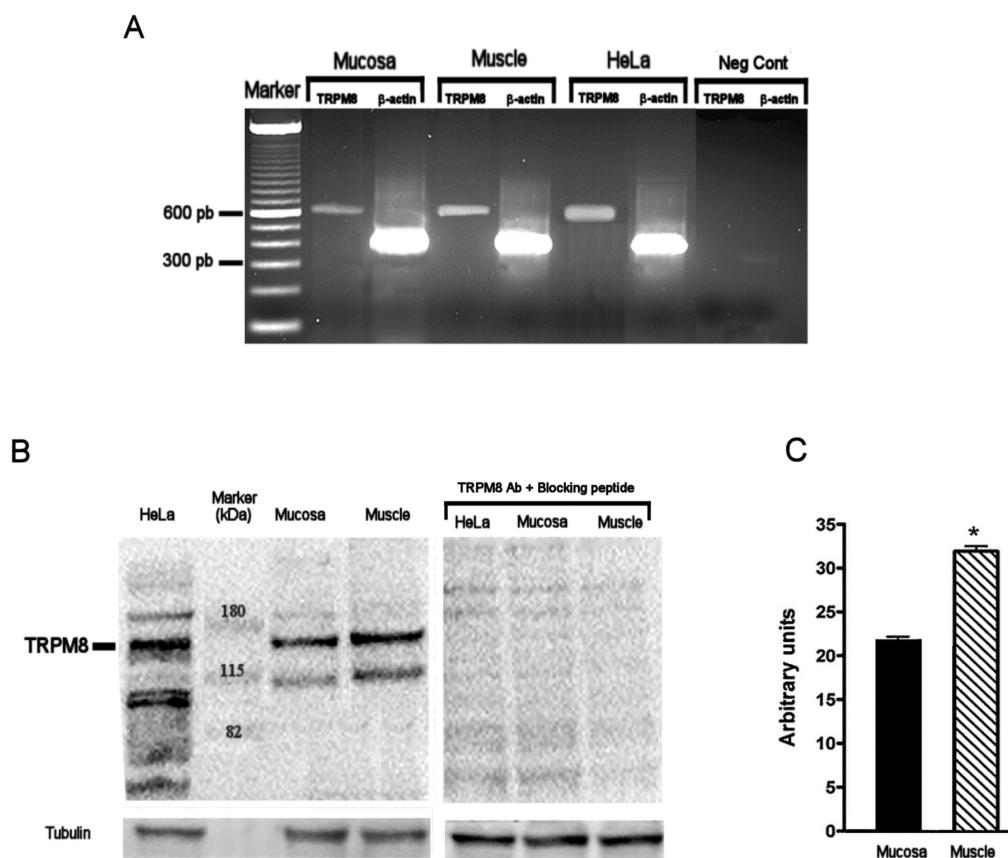 A
Mucosa Muscle HeLa Neg Cont
Marker TRPM8 β-actin TRPM8 β-actin TRPM8 β-actin TRPM8 β-actin
600 pb
300 pb
B
TRPM8 Ab + Blocking peptide
HeLa Marker (kDa) Mucosa Muscle HeLa Mucosa Muscle
180
TRPM8
115
82
Tubulin
C
Arbitrary units
35
30
25
20
15
10
5
0
*
Mucosa Muscle